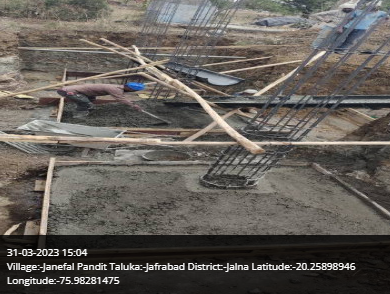 31-03-2023 15:04
Village:-Janefal Pandit Taluka:-Jafrabad District:-Jalna Latitude:-20.25898946
Longitude:-75.98281475